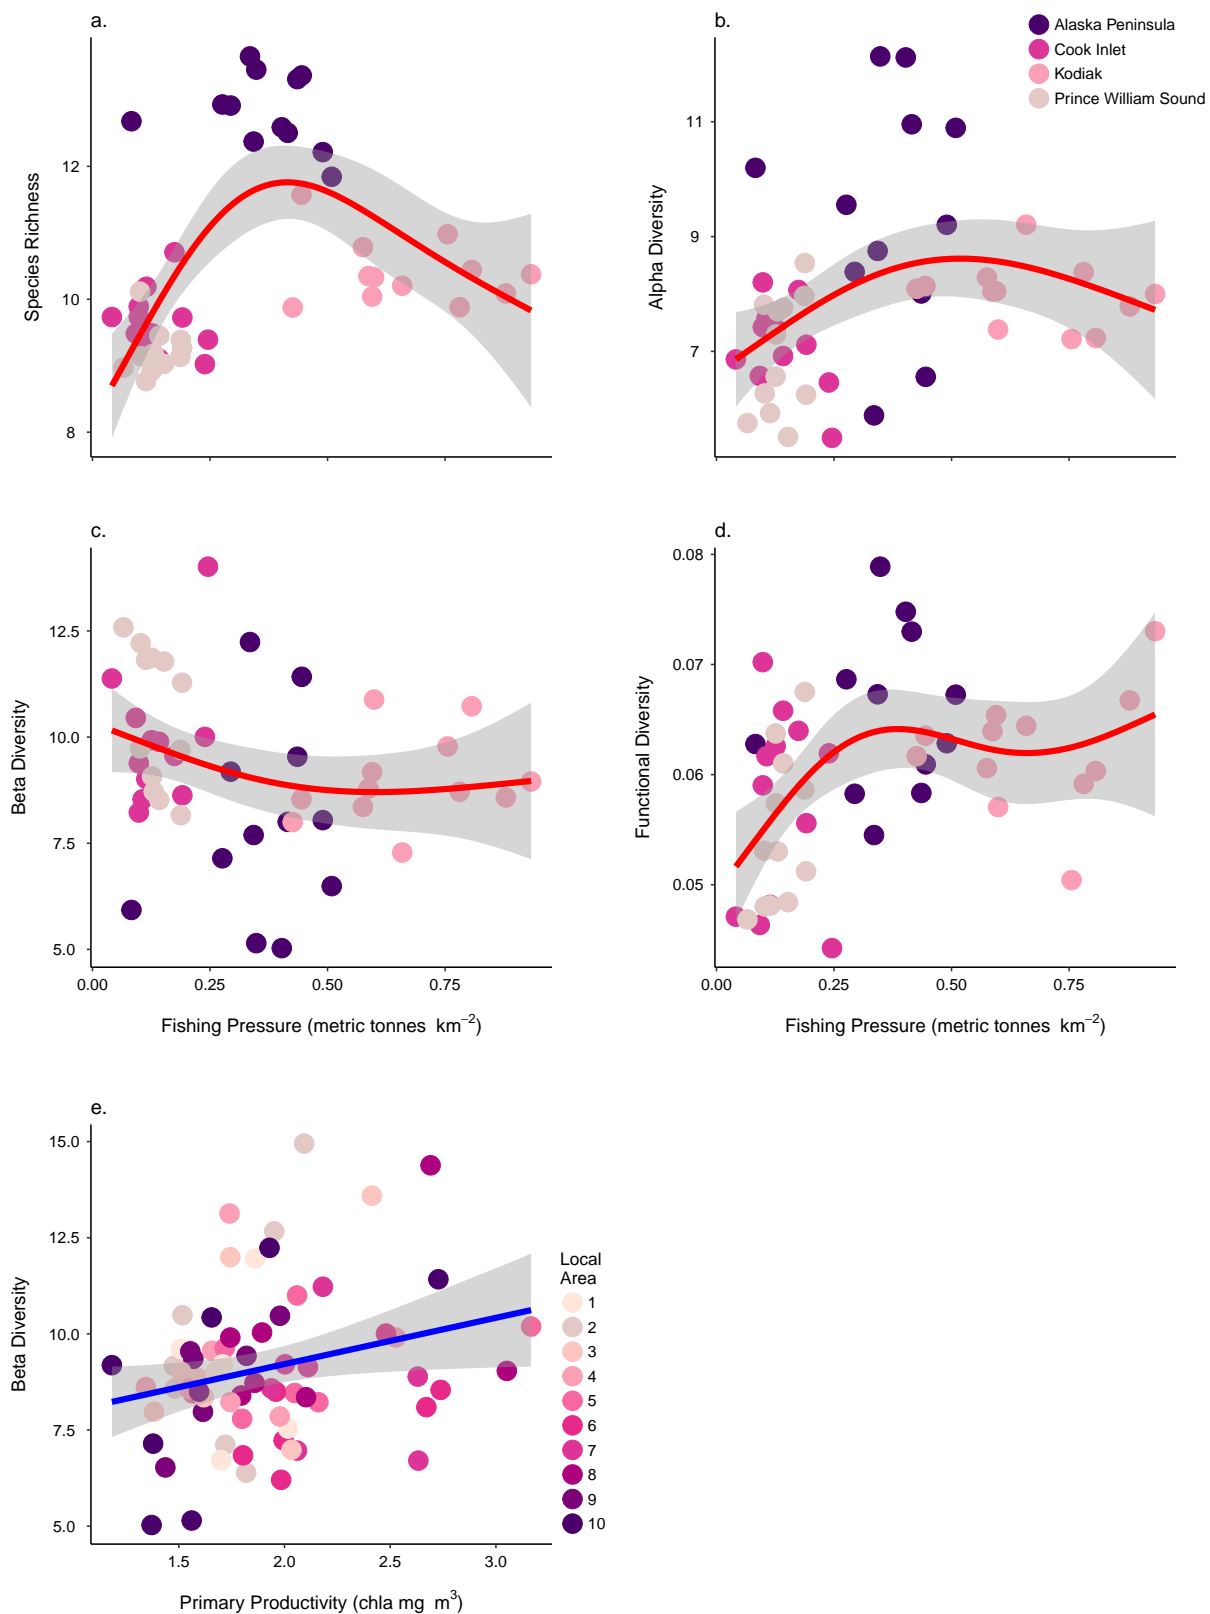 a.
12
10
8
Species Richness
b.
Alaska Peninsula
Cook Inlet
Kodiak
Prince William Sound
11
9
7
Alpha Diversity
c.
12.5
10.0
7.5
5.0
Beta Diversity
0.00 0.25 0.50 0.75
Fishing Pressure (metric tonnes km−2)
d.
0.08
0.07
0.06
0.05
Functional Diversity
0.00 0.25 0.50 0.75
Fishing Pressure (metric tonnes km−2)
e.
15.0
12.5
10.0
7.5
5.0
Beta Diversity
1.5 2.0 2.5 3.0
Primary Productivity (chla mg m3)
Local
Area
1
2
3
4
5
6
7
8
9
10